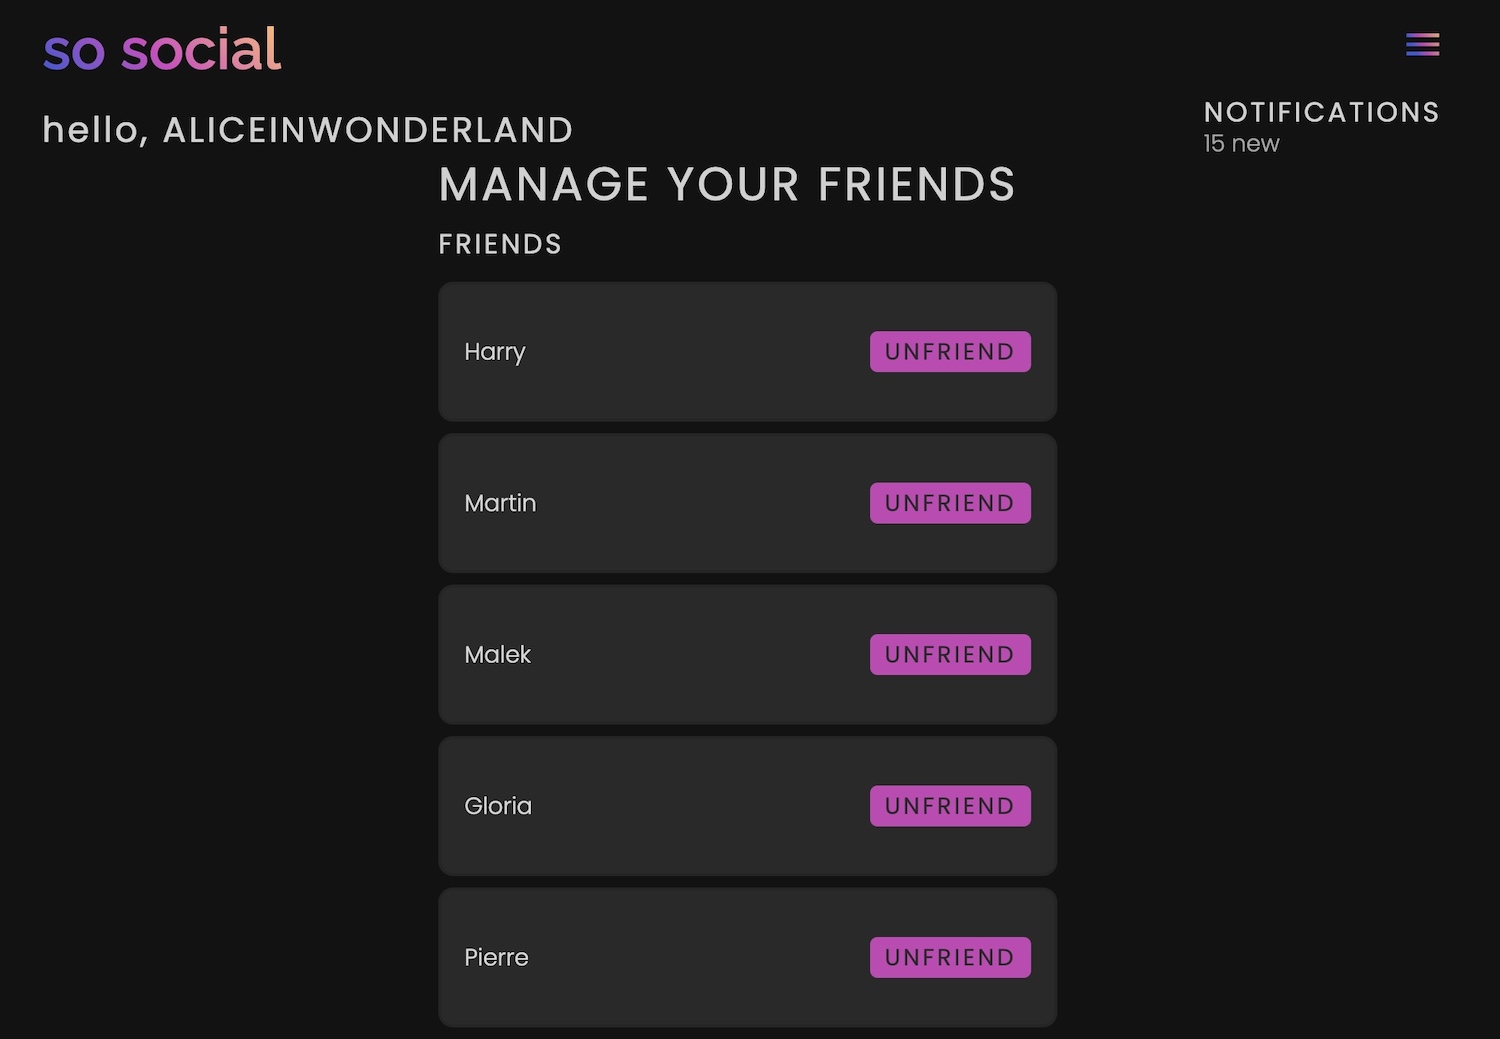 so social
hello, ALICEINWONDERLAND
NOTIFICATIONS
15 new
MANAGE YOUR FRIENDS
FRIENDS
Harry UNFRIEND
Martin UNFRIEND
Malek UNFRIEND
Gloria UNFRIEND
Pierre UNFRIEND